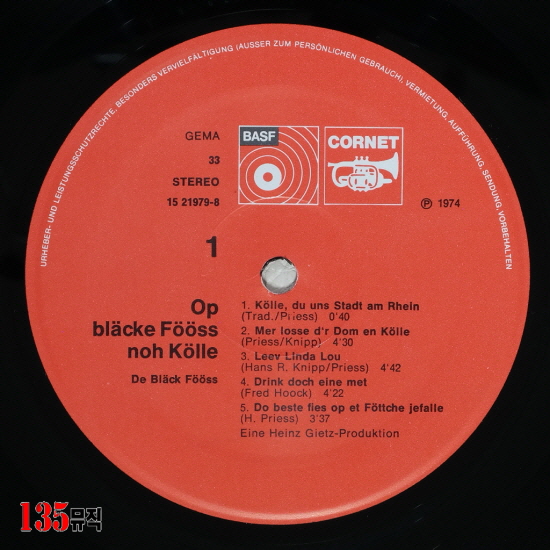 URHEBER- UND LEISTUNGSSCHUTZRECHTE, BESONDERS VERVIELFÄLTIGUNG (AUSSER ZUM PERSÖNLICHEN GEBRAUCH), VERMIETUNG, AUFFÜHRUNG, SENDUNG, VORBEHALTEN
GEMA
BASF
CORNET
33
STEREO
15 21979-8
℗ 1974
1
Op
bläcke Fööss
noh Kölle
De Bläck Fööss
1. Kölle, du uns Stadt am Rhein
(Trad./Priess) 0'40
2. Mer losse d'r Dom en Kölle
(Priess/Knipp) 4'30
3. Leev Linda Lou
(Hans R. Knipp/Priess) 4'42
4. Drink doch eine met
(Fred Hoock) 4'22
5. Do beste fies op et Föttche jefalle
(H. Priess) 3'37
Eine Heinz Gietz-Produktion
135뮤직